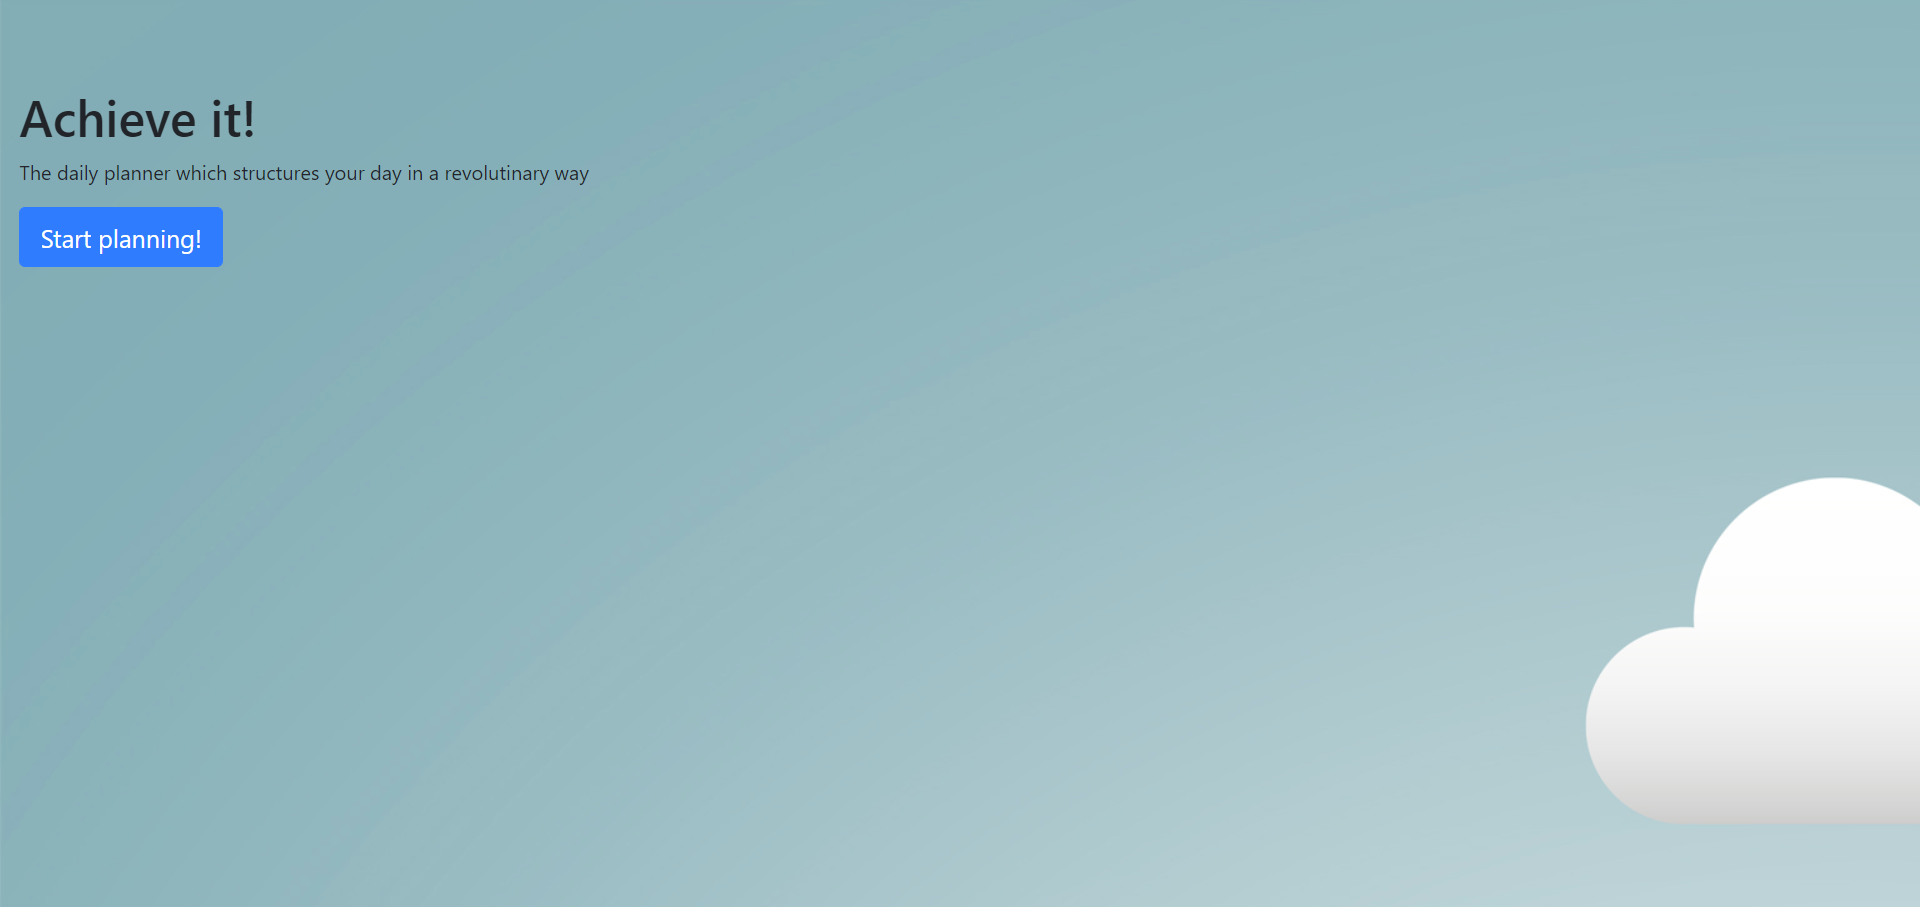 Achieve it!
The daily planner which structures your day in a revolutinary way
Start planning!